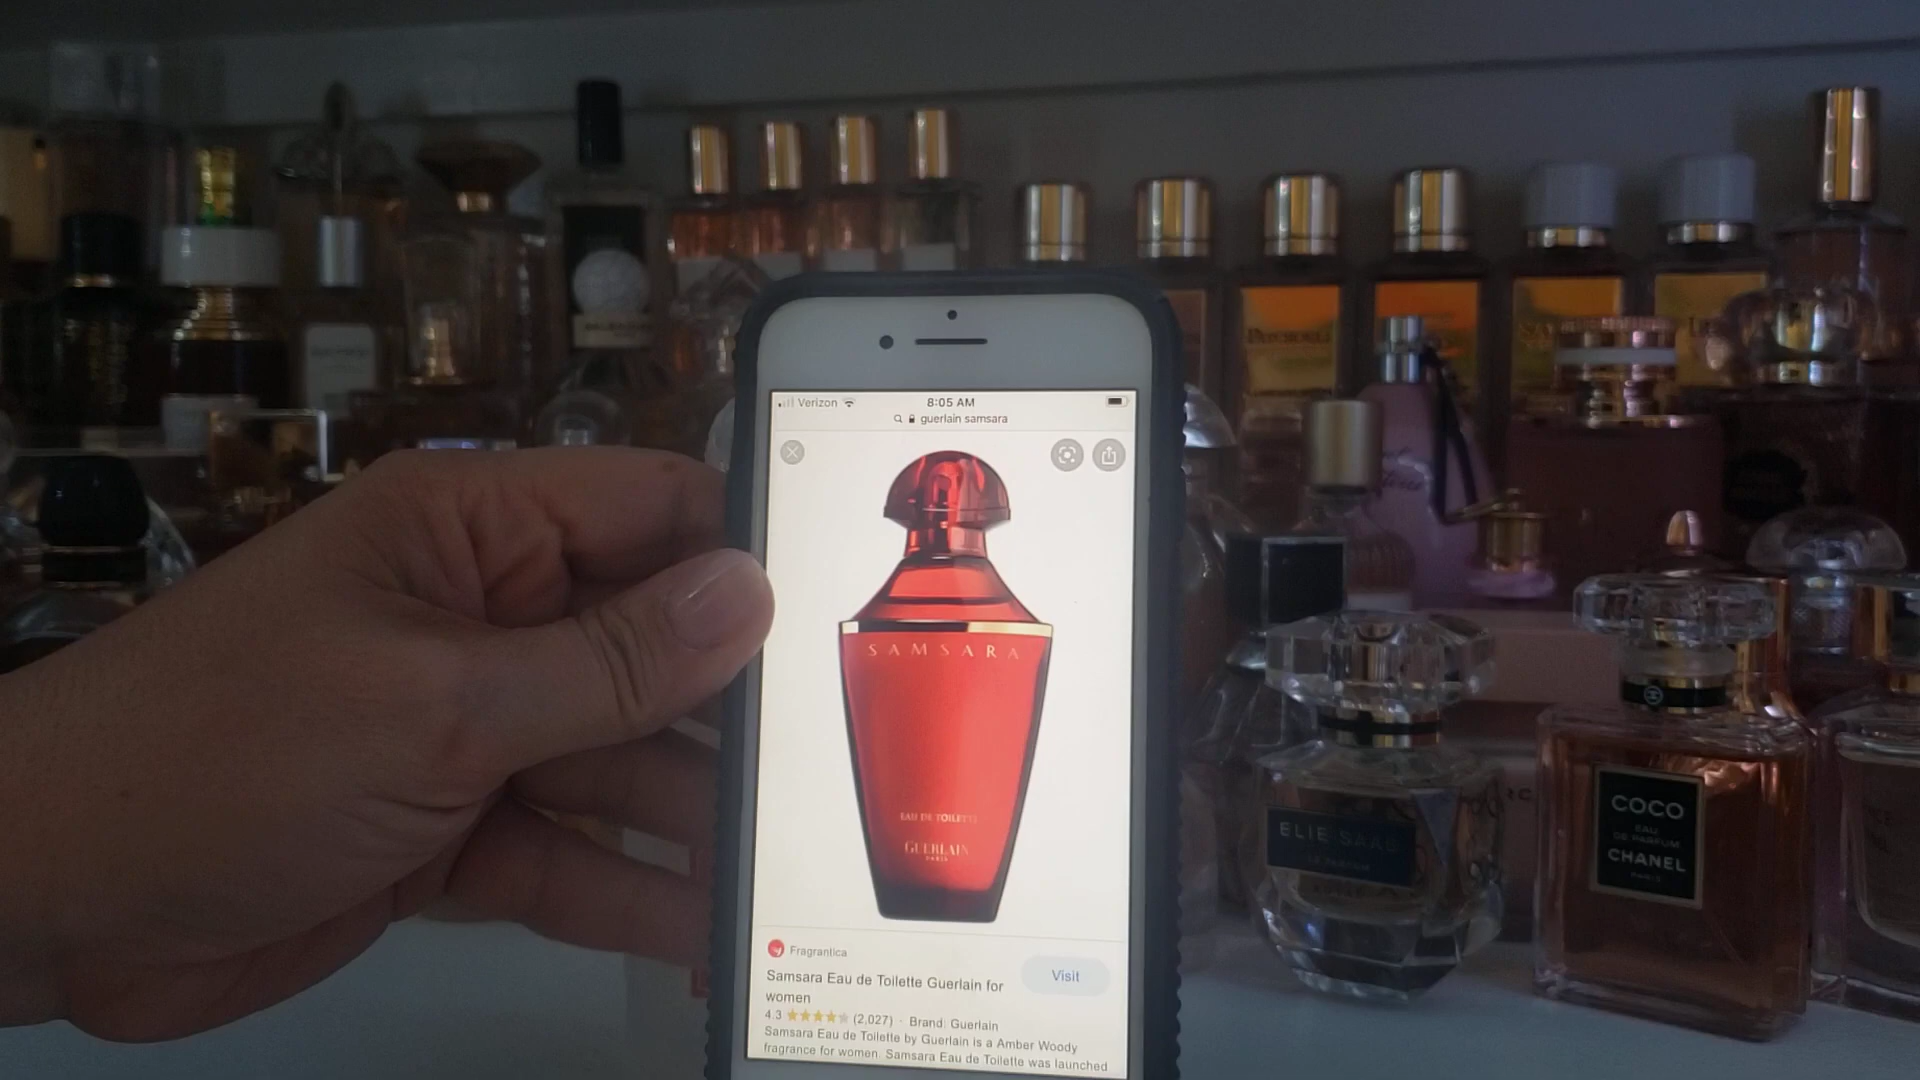 Verizon
8:05 AM
guerlain samsara
SAMSARA
EAU DE TOILETTE
GUERLAIN
PARIS
Fragrantica
Visit
Samsara Eau de Toilette Guerlain for
women
4.3 (2,027) · Brand: Guerlain
Samsara Eau de Toilette by Guerlain is a Amber Woody
fragrance for women. Samsara Eau de Toilette was launched
PATCHOULI
ELIE SAAB
LE PARFUM
COCO
EAU
DE PARFUM
CHANEL
PARIS